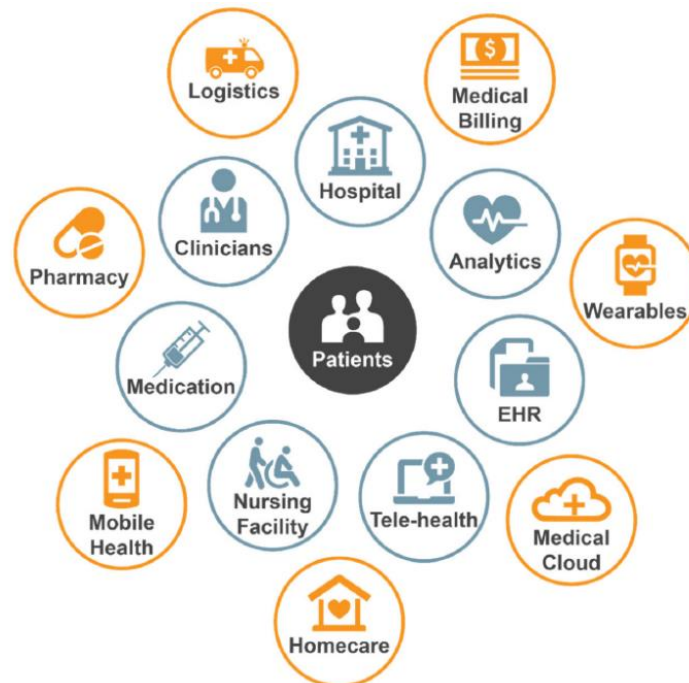 Logistics
Medical
Billing
Hospital
Clinicians
Analytics
Pharmacy
Wearables
Patients
Medication
EHR
Mobile
Health
Nursing
Facility
Tele-health
Medical
Cloud
Homecare